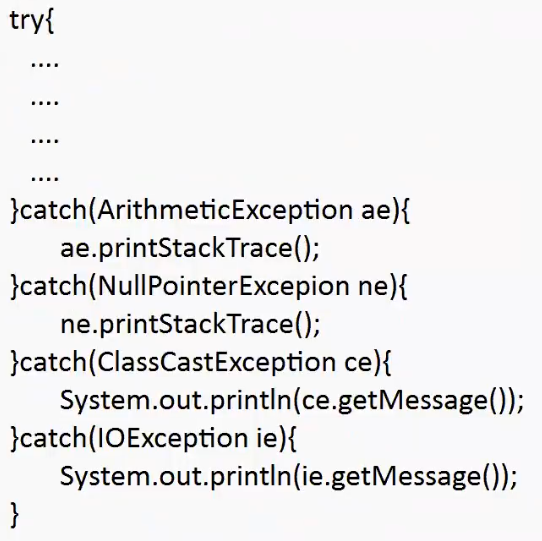 try{
....
....
....
....
}catch(ArithmeticException ae){
ae.printStackTrace();
}catch(NullPointerExcepion ne){
ne.printStackTrace();
}catch(ClassCastException ce){
System.out.println(ce.getMessage());
}catch(IOException ie){
System.out.println(ie.getMessage());
}